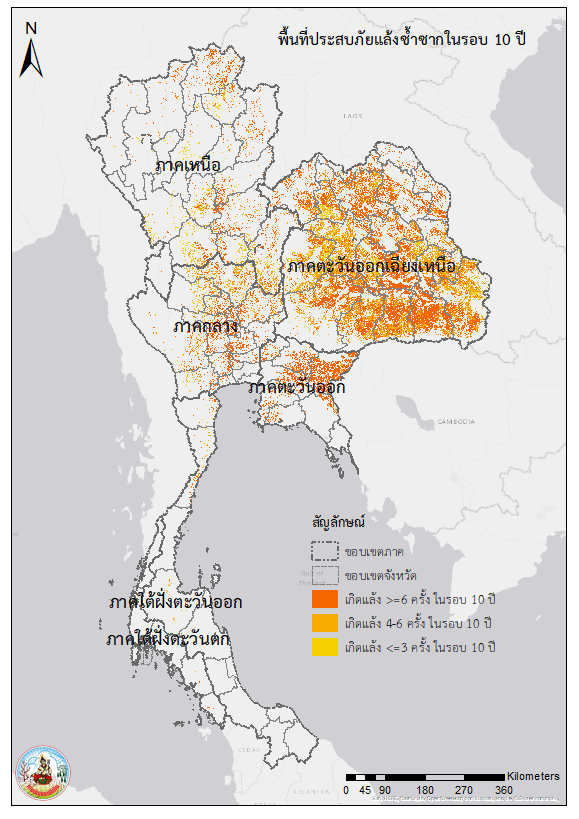 พื้นที่ประสบภัยแล้งซ้ำซากในรอบ 10 ปี
N
LAOS
ภาคเหนือ
ภาคตะวันออกเฉียงเหนือ
ภาคกลาง
ภาคตะวันออก
CAMBODIA
สัญลักษณ์
ขอบเขตภาค
Gulf of
Thailand
ขอบเขตจังหวัด
เกิดแล้ง >=6 ครั้ง ในรอบ 10 ปี
เกิดแล้ง 4-6 ครั้ง ในรอบ 10 ปี
เกิดแล้ง <=3 ครั้ง ในรอบ 10 ปี
ภาคใต้ฝั่งตะวันออก
ภาคใต้ฝั่งตะวันตก
KEDAH
KELANTAN
PERAK
Kilometers
0 45 90 180 270 360